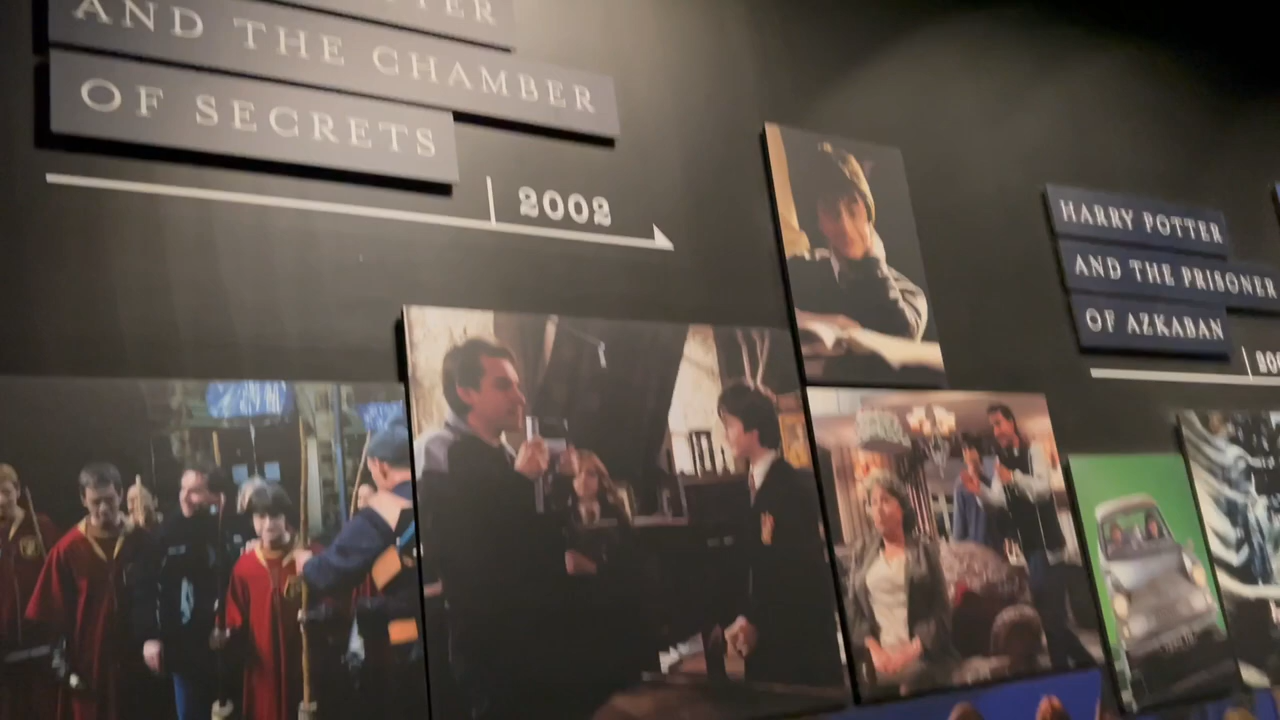 AND THE CHAMBER
OF SECRETS
2002
HARRY POTTER
AND THE PRISONER
OF AZKABAN